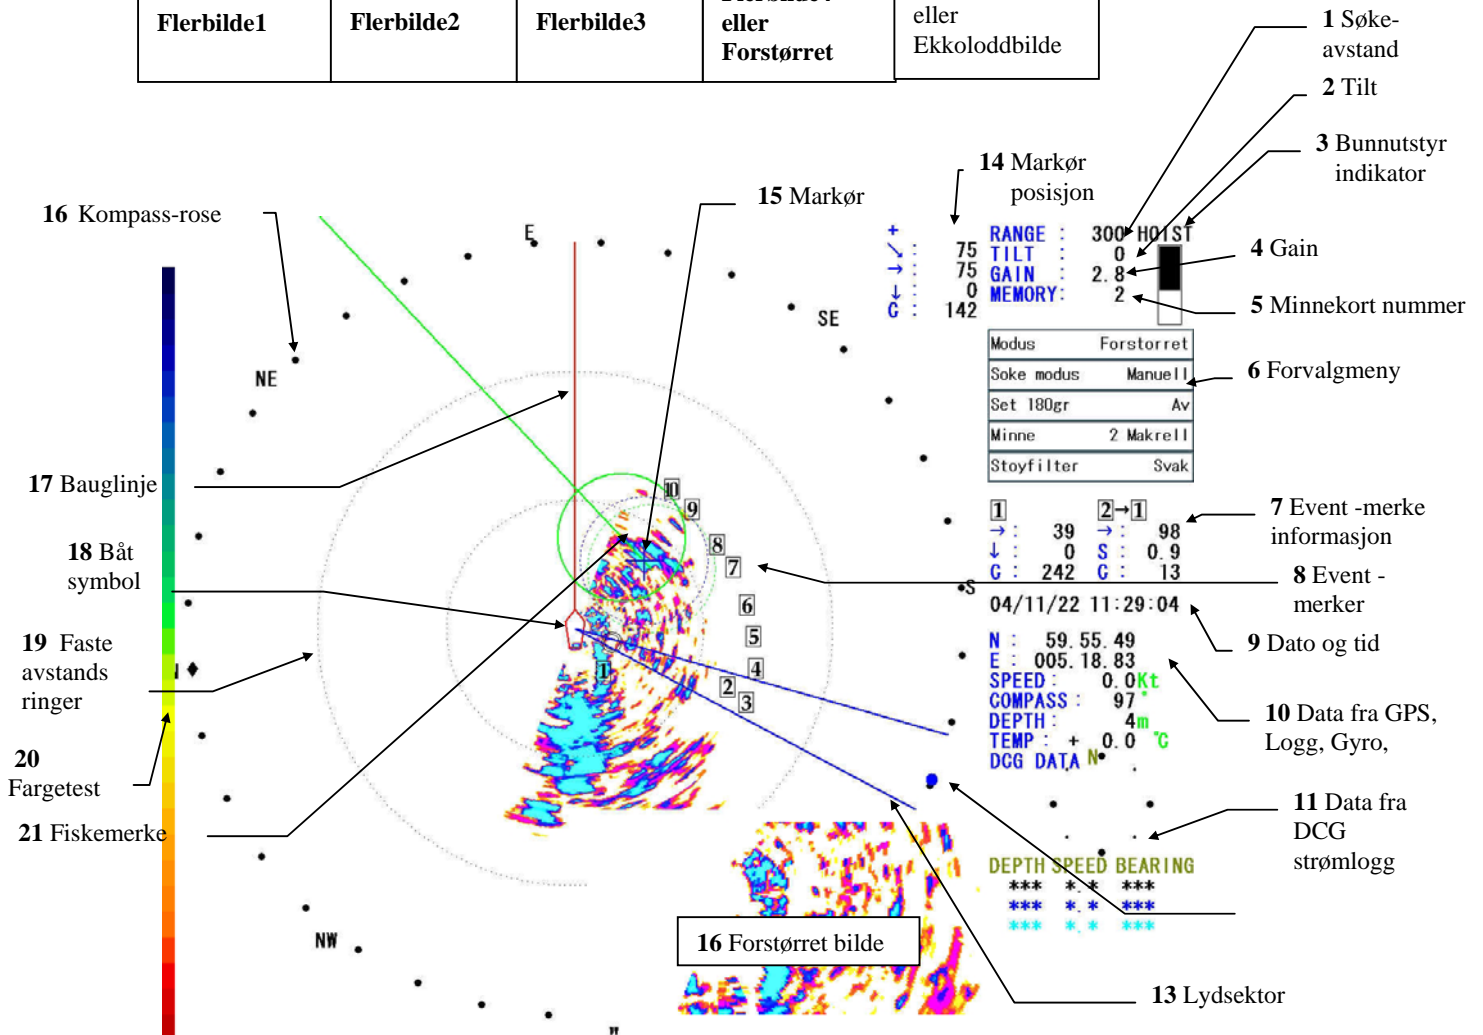 Flerbilde1
Flerbilde2
Flerbilde3
eller
Forstørret
eller
Ekkoloddbilde
1 Søke-
avstand
2 Tilt
3 Bunnutstyr
indikator
14 Markør
posisjon
15 Markør
16 Kompass-rose
E
SE
NE
+
↘ : 75
→ : 75
↓ : 0
G : 142
RANGE : 300 HOIST
TILT : 0
GAIN : 2.8
MEMORY: 2
4 Gain
5 Minnekort nummer
Modus Forstorret
Soke modus Manuell
Set 180gr Av
Minne 2 Makrell
Stoyfilter Svak
6 Forvalgmeny
17 Bauglinje
18 Båt
symbol
10
9
8
7
6
5
4
3
2
1
1 2→1
→ : 39 → : 98
↓ : 0 S : 0.9
G : 242 G : 13
7 Event -merke
informasjon
8 Event -
merker
S
04/11/22 11:29:04
9 Dato og tid
N : 59.55.49
E : 005.18.83
SPEED : 0.0 Kt
COMPASS : 97 °
DEPTH : 4 m
TEMP : + 0.0 °C
DCG DATA N
10 Data fra GPS,
Logg, Gyro,
19 Faste
avstands
ringer
20
Fargetest
21 Fiskemerke
11 Data fra
DCG
strømlogg
DEPTH SPEED BEARING
*** *.* ***
*** *.* ***
*** *.* ***
NW
16 Forstørret bilde
13 Lydsektor